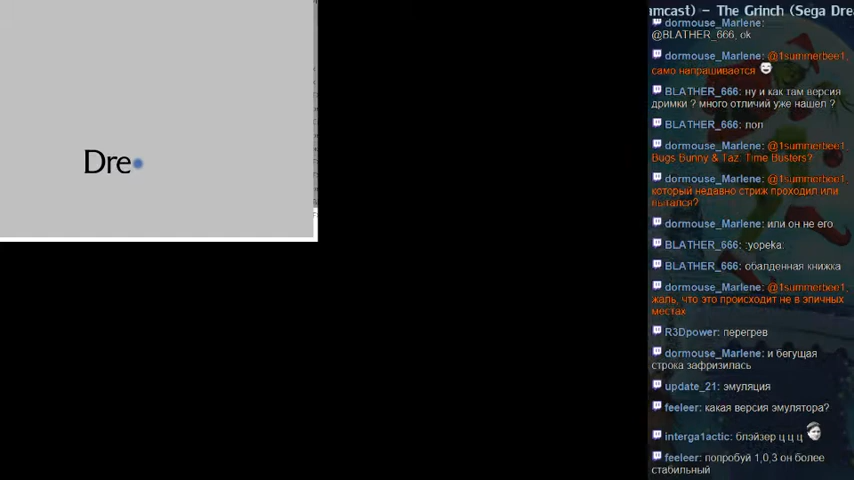 amcast) – The Grinch (Sega Drea
dormouse_Marlene:
@BLATHER_666, ok
dormouse_Marlene: @1summerbee1,
само напрашивается
BLATHER_666: ну и как там версия
дримки ? много отличий уже нашел ?
Dre
BLATHER_666: лол
dormouse_Marlene: @1summerbee1
Bugs Bunny & Taz: Time Busters?
dormouse_Marlene: @1summerbee1,
который недавно стриж проходил или
пытался?
dormouse_Marlene: или он не его
BLATHER_666: :yopeka:
BLATHER_666: обалденная книжка
dormouse_Marlene: @1summerbee1,
жаль, что это происходит не в эпичных
местах
R3Dpower: перегрев
dormouse_Marlene: и бегущая
строка зафризилась
update_21: эмуляция
feeleer: какая версия эмулятора?
interga1actic: блэйзер ц ц ц
feeleer: попробуй 1,0,3 он более
стабильный